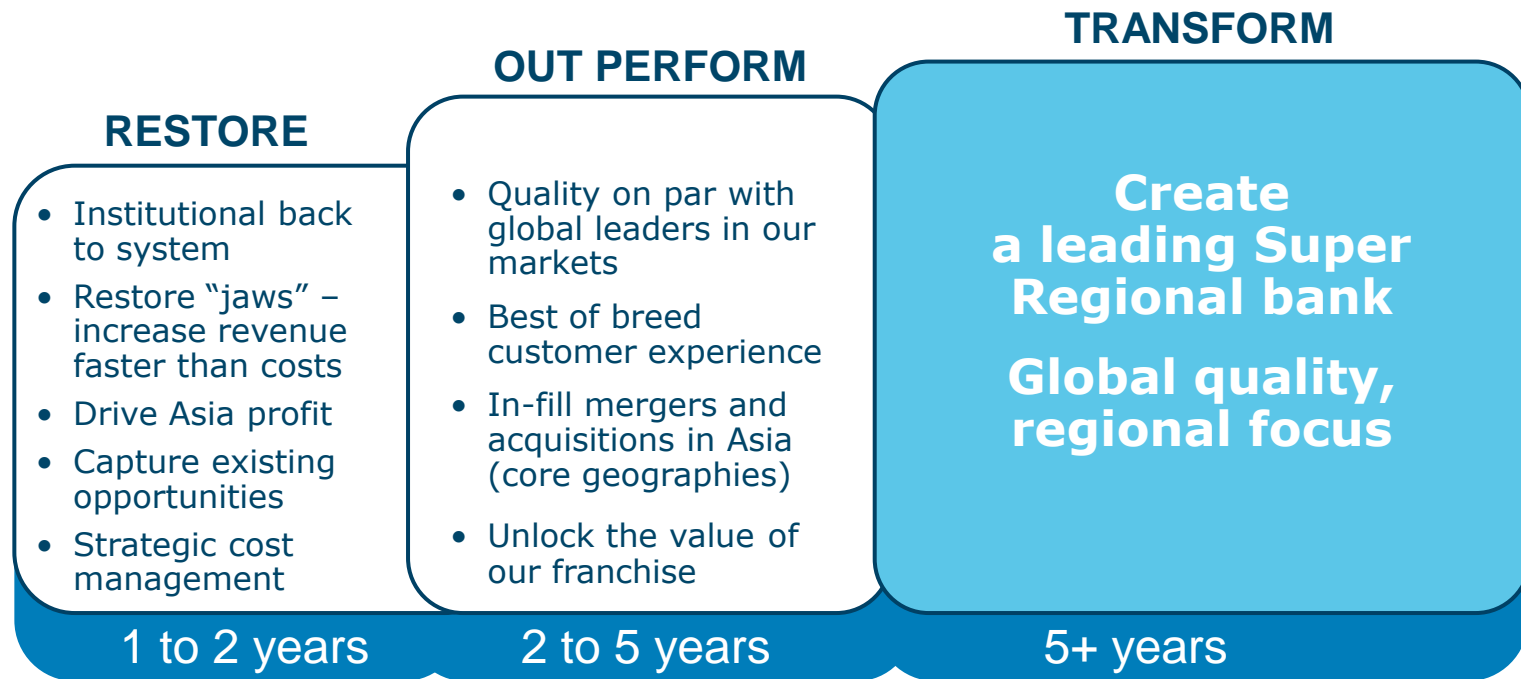 RESTORE
• Institutional back
to system
• Restore “jaws” –
increase revenue
faster than costs
• Drive Asia profit
• Capture existing
opportunities
• Strategic cost
management
1 to 2 years
OUT PERFORM
• Quality on par with
global leaders in our
markets
• Best of breed
customer experience
• In-fill mergers and
acquisitions in Asia
(core geographies)
• Unlock the value of
our franchise
2 to 5 years
TRANSFORM
Create
a leading Super
Regional bank
Global quality,
regional focus
5+ years